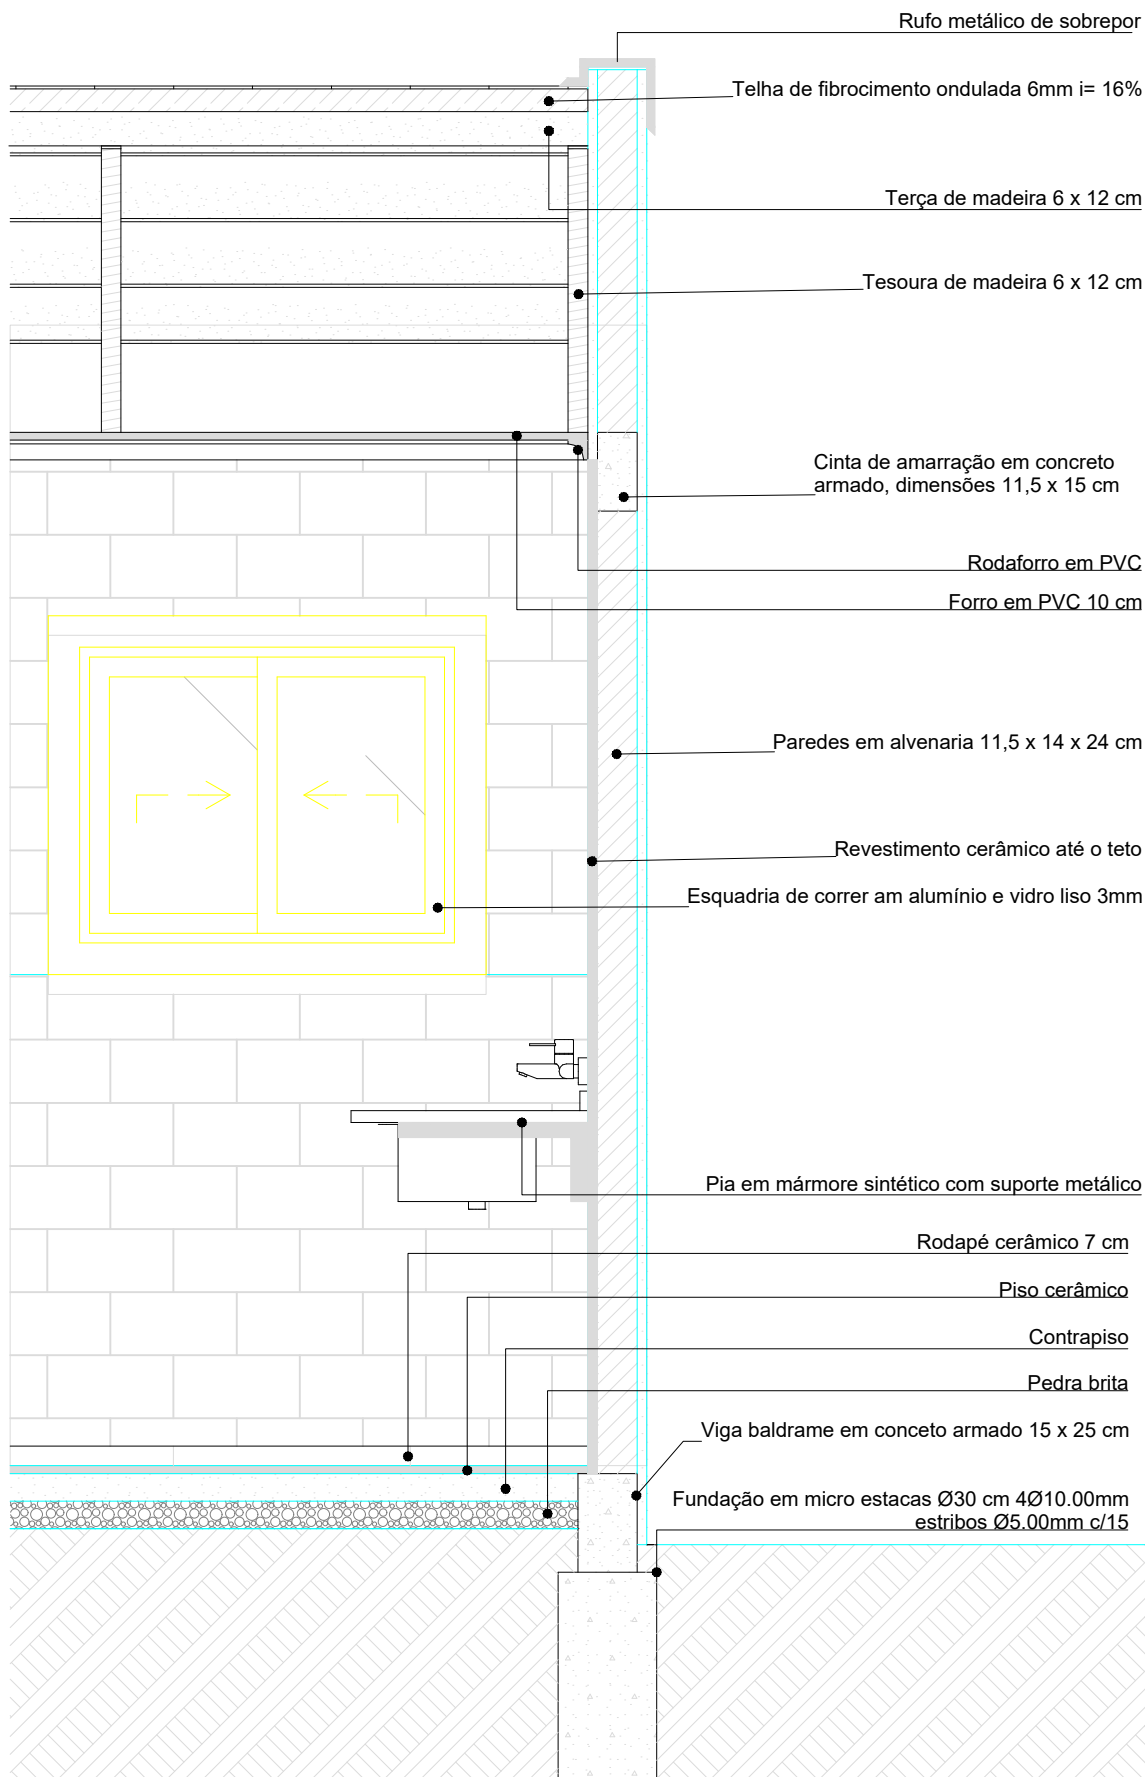 Rufo metálico de sobrepor
Telha de fibrocimento ondulada 6mm i= 16%
Terça de madeira 6 x 12 cm
Tesoura de madeira 6 x 12 cm
Cinta de amarração em concreto
armado, dimensões 11,5 x 15 cm
Rodaforro em PVC
Forro em PVC 10 cm
Paredes em alvenaria 11,5 x 14 x 24 cm
Revestimento cerâmico até o teto
Esquadria de correr am alumínio e vidro liso 3mm
Pia em mármore sintético com suporte metálico
Rodapé cerâmico 7 cm
Piso cerâmico
Contrapiso
Pedra brita
Viga baldrame em conceto armado 15 x 25 cm
Fundação em micro estacas Ø30 cm 4Ø10.00mm
estribos Ø5.00mm c/15